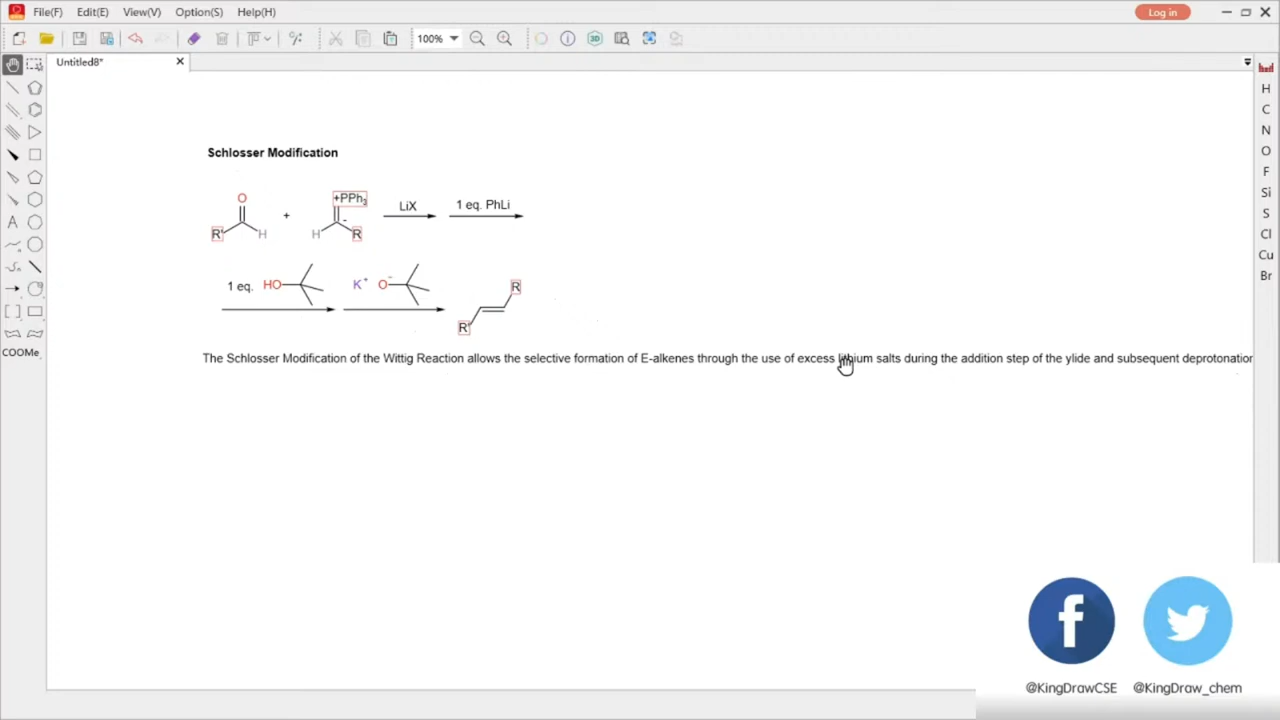 File(F) Edit(E) View(V) Option(S) Help(H) Log in
100%
3D
Untitled8*
H
C
N
O
F
Si
S
Cl
Cu
Br
A
COOMe
Schlosser Modification
O +PPh3
LiX 1 eq. PhLi
+
R' H H - R
1 eq. HO K+ O- R
R'
The Schlosser Modification of the Wittig Reaction allows the selective formation of E-alkenes through the use of excess lithium salts during the addition step of the ylide and subsequent deprotonation
f
@KingDrawCSE @KingDraw_chem